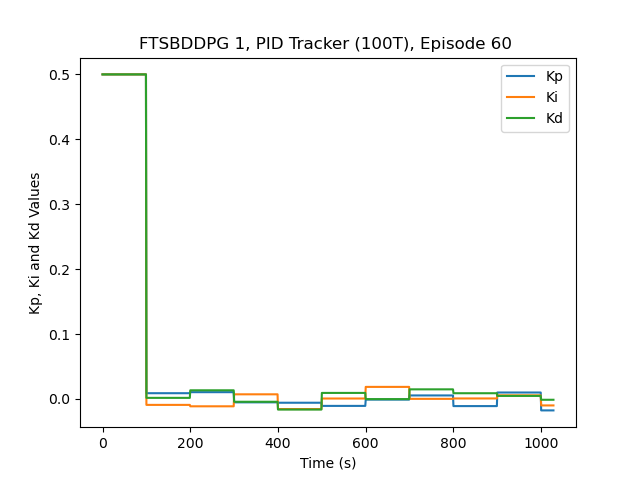 FTSBDDPG 1, PID Tracker (100T), Episode 60
Kp
Ki
Kd
Kp, Ki and Kd Values
0.5
0.4
0.3
0.2
0.1
0.0
0 200 400 600 800 1000
Time (s)